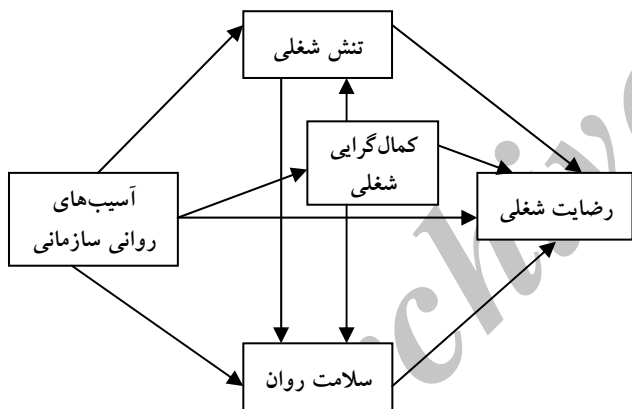 تنش شغلی
کمال‌گرایی
شغلی
آسیب‌های
روانی سازمانی
رضایت شغلی
سلامت روان